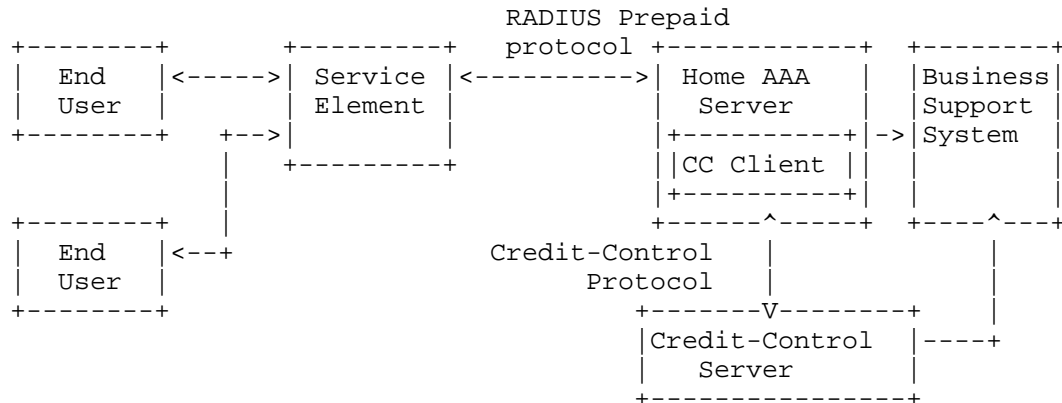 RADIUS Prepaid
protocol
End Service Home AAA Business
User Element Server Support
System
CC Client
End Credit-Control
User Protocol
Credit-Control
Server